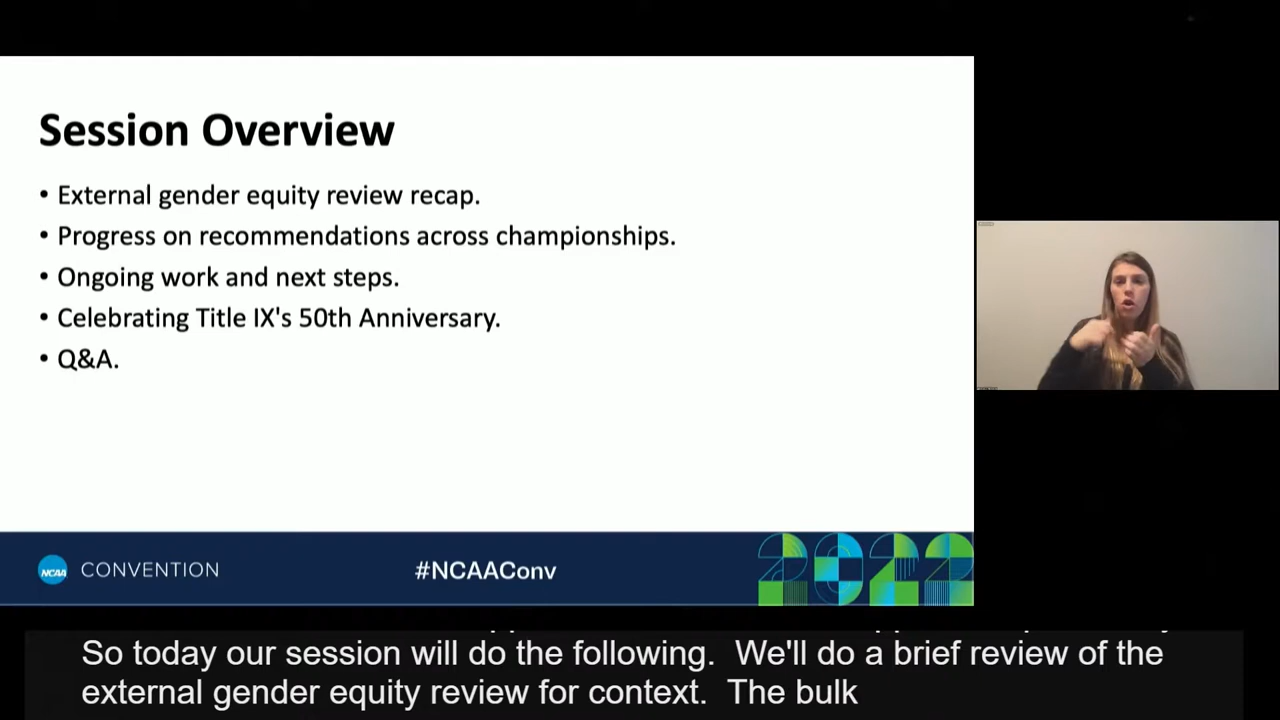 Session Overview
• External gender equity review recap.
• Progress on recommendations across championships.
• Ongoing work and next steps.
• Celebrating Title IX's 50th Anniversary.
• Q&A.
NCAA CONVENTION
#NCAAConv
2022
So today our session will do the following. We'll do a brief review of the
external gender equity review for context. The bulk